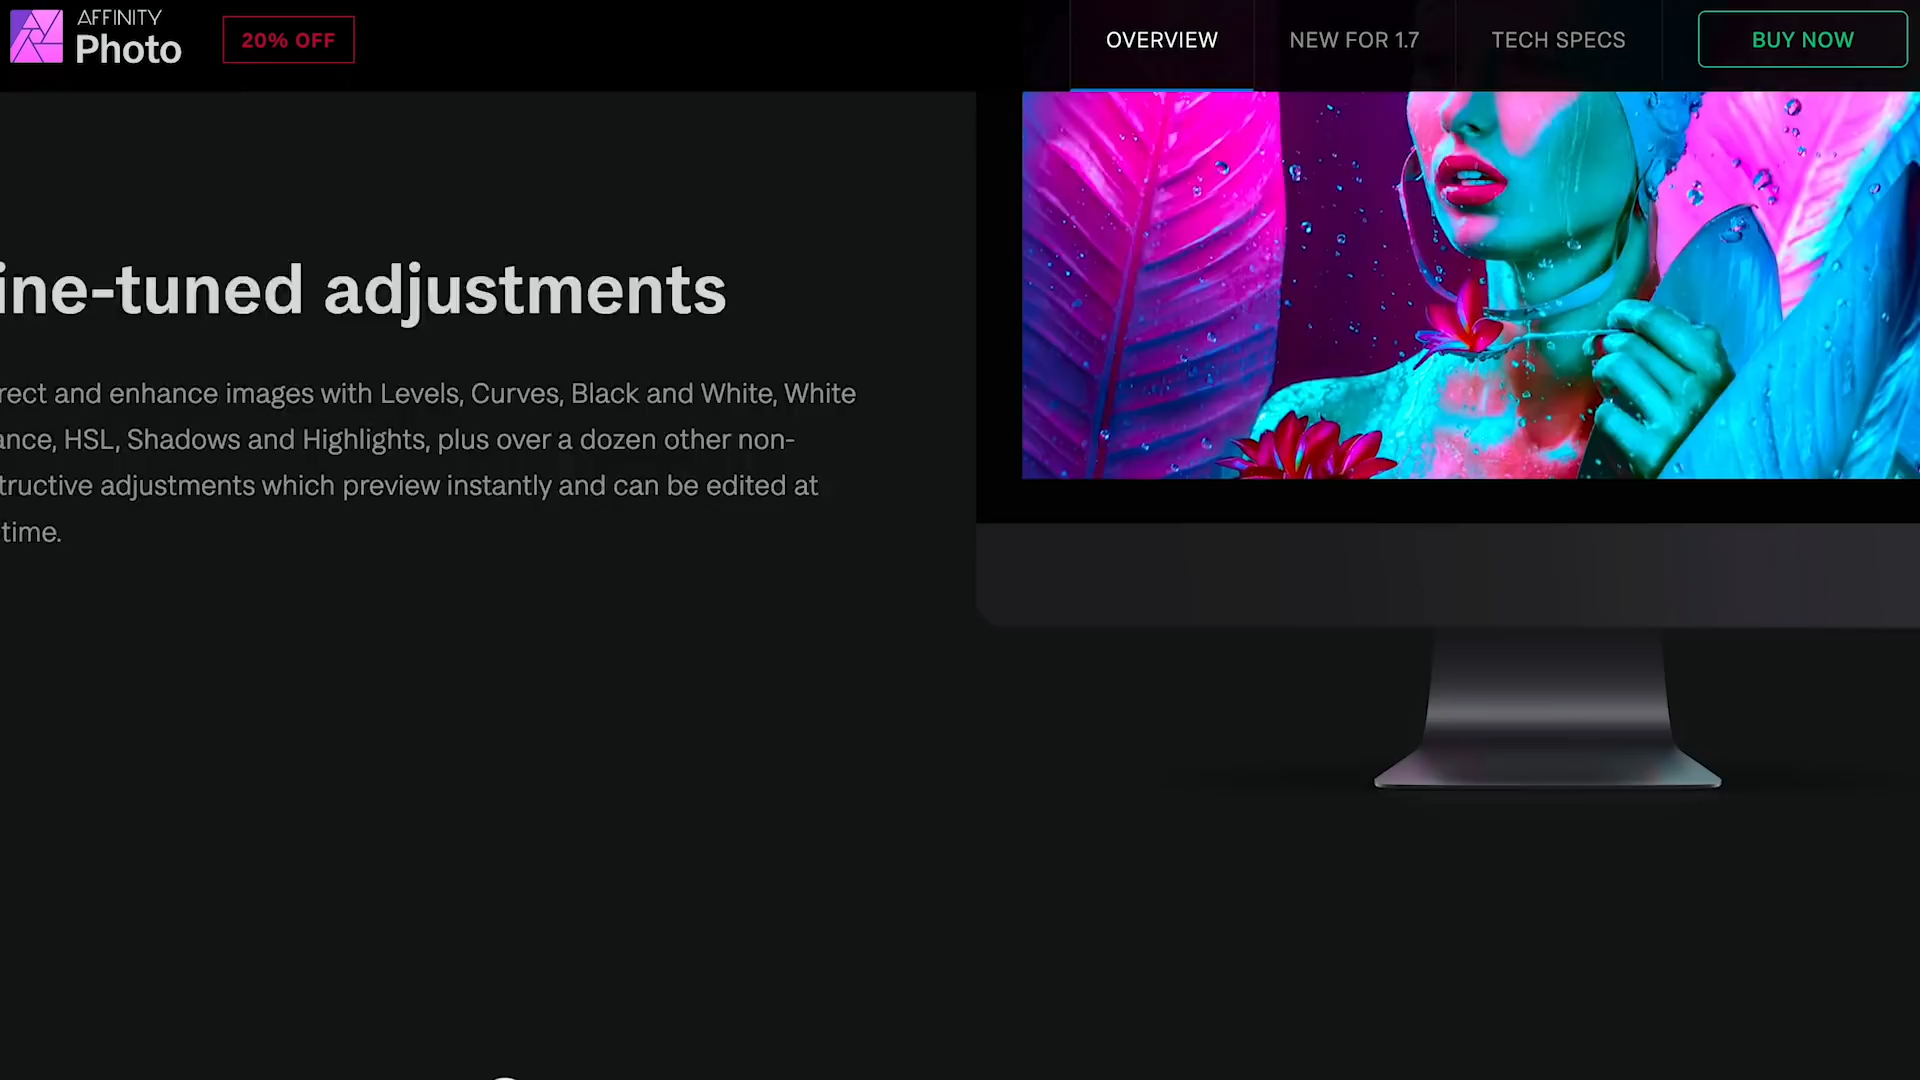 AFFINITY
Photo
20% OFF
OVERVIEW
NEW FOR 1.7
TECH SPECS
BUY NOW
ine-tuned adjustments
rect and enhance images with Levels, Curves, Black and White, White
ance, HSL, Shadows and Highlights, plus over a dozen other non-
tructive adjustments which preview instantly and can be edited at
time.